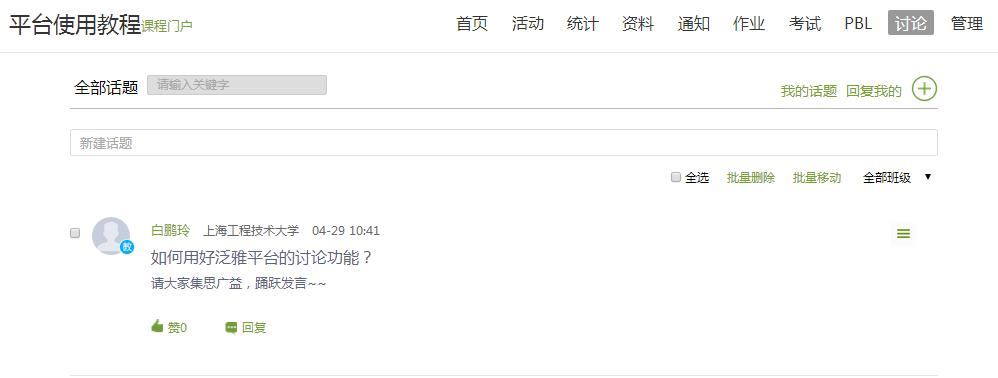 平台使用教程课程门户 首页 活动 统计 资料 通知 作业 考试 PBL 讨论 管理
全部话题 请输入关键字 我的话题 回复我的
新建话题
全选 批量删除 批量移动 全部班级
白鹏玲 上海工程技术大学 04-29 10:41
教
如何用好泛雅平台的讨论功能？
请大家集思广益，踊跃发言~~
赞0 回复